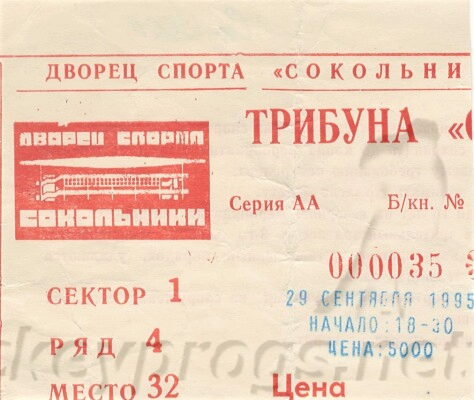 ДВОРЕЦ СПОРТА «СОКОЛЬНИ
ДВОРЕЦ СПОРТА
СОКОЛЬНИКИ
ТРИБУНА «
Серия АА Б/кн. №
000035
СЕКТОР 1
29 СЕНТЯБРЯ 1995
НАЧАЛО: 18-30
ЦЕНА: 5000
РЯД 4
МЕСТО 32
Цена